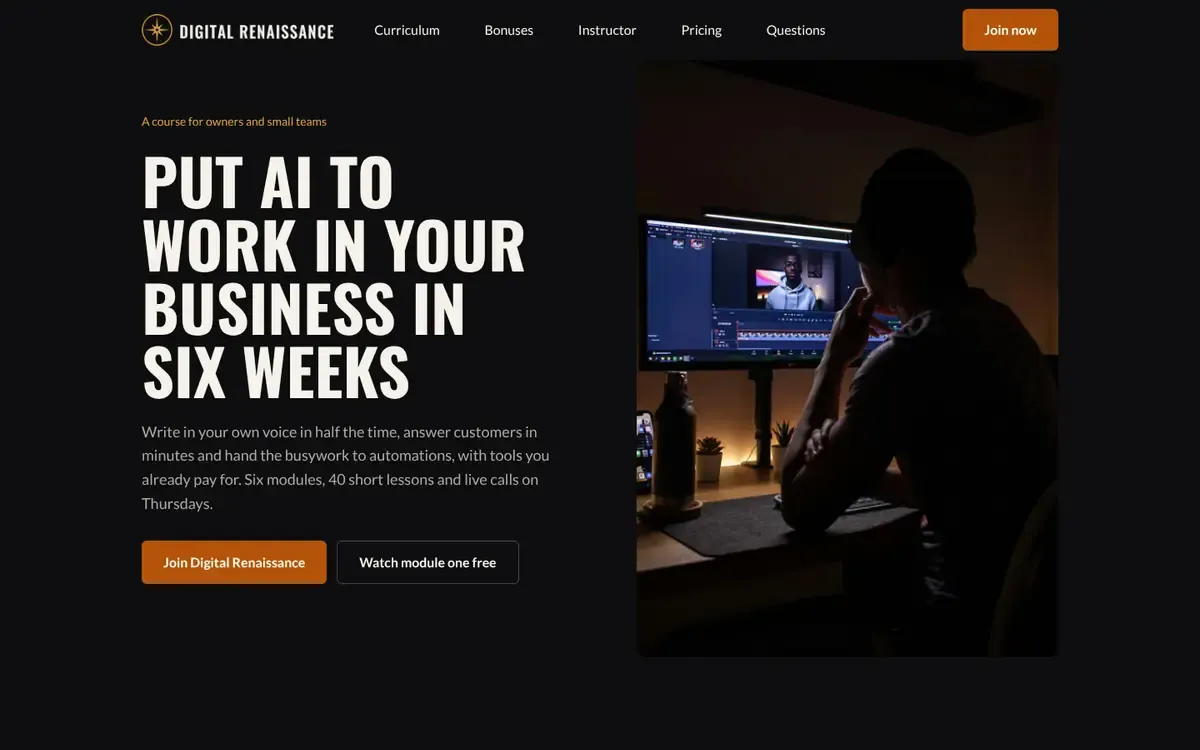 DIGITAL RENAISSANCE
Curriculum
Bonuses
Instructor
Pricing
Questions
Join now
A course for owners and small teams
PUT AI TO
WORK IN YOUR
BUSINESS IN
SIX WEEKS
Write in your own voice in half the time, answer customers in
minutes and hand the busywork to automations, with tools you
already pay for. Six modules, 40 short lessons and live calls on
Thursdays.
Join Digital Renaissance
Watch module one free